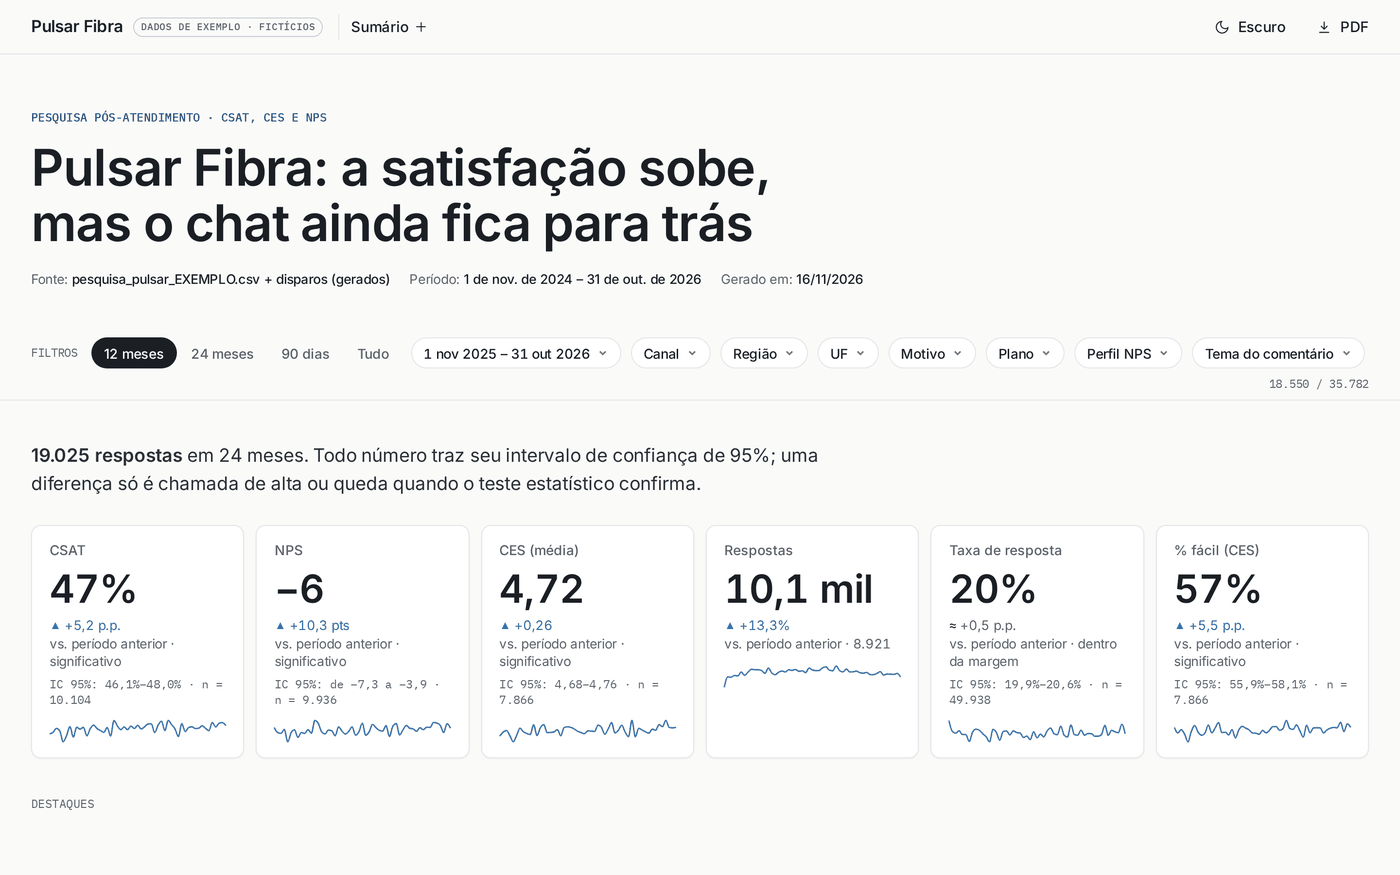 Pulsar Fibra DADOS DE EXEMPLO · FICTÍCIOS Sumário + Escuro PDF
PESQUISA PÓS-ATENDIMENTO · CSAT, CES E NPS
Pulsar Fibra: a satisfação sobe,
mas o chat ainda fica para trás
Fonte: pesquisa_pulsar_EXEMPLO.csv + disparos (gerados) Período: 1 de nov. de 2024 – 31 de out. de 2026 Gerado em: 16/11/2026
FILTROS 12 meses 24 meses 90 dias Tudo 1 nov 2025 – 31 out 2026 Canal Região UF Motivo Plano Perfil NPS Tema do comentário
18.550 / 35.782
19.025 respostas em 24 meses. Todo número traz seu intervalo de confiança de 95%; uma
diferença só é chamada de alta ou queda quando o teste estatístico confirma.
CSAT
47%
▲ +5,2 p.p.
vs. período anterior ·
significativo
IC 95%: 46,1%–48,0% · n =
10.104
NPS
−6
▲ +10,3 pts
vs. período anterior ·
significativo
IC 95%: de −7,3 a −3,9 ·
n = 9.936
CES (média)
4,72
▲ +0,26
vs. período anterior ·
significativo
IC 95%: 4,68–4,76 · n =
7.866
Respostas
10,1 mil
▲ +13,3%
vs. período anterior · 8.921
Taxa de resposta
20%
≈ +0,5 p.p.
vs. período anterior · dentro
da margem
IC 95%: 19,9%–20,6% · n =
49.938
% fácil (CES)
57%
▲ +5,5 p.p.
vs. período anterior ·
significativo
IC 95%: 55,9%–58,1% · n =
7.866
DESTAQUES